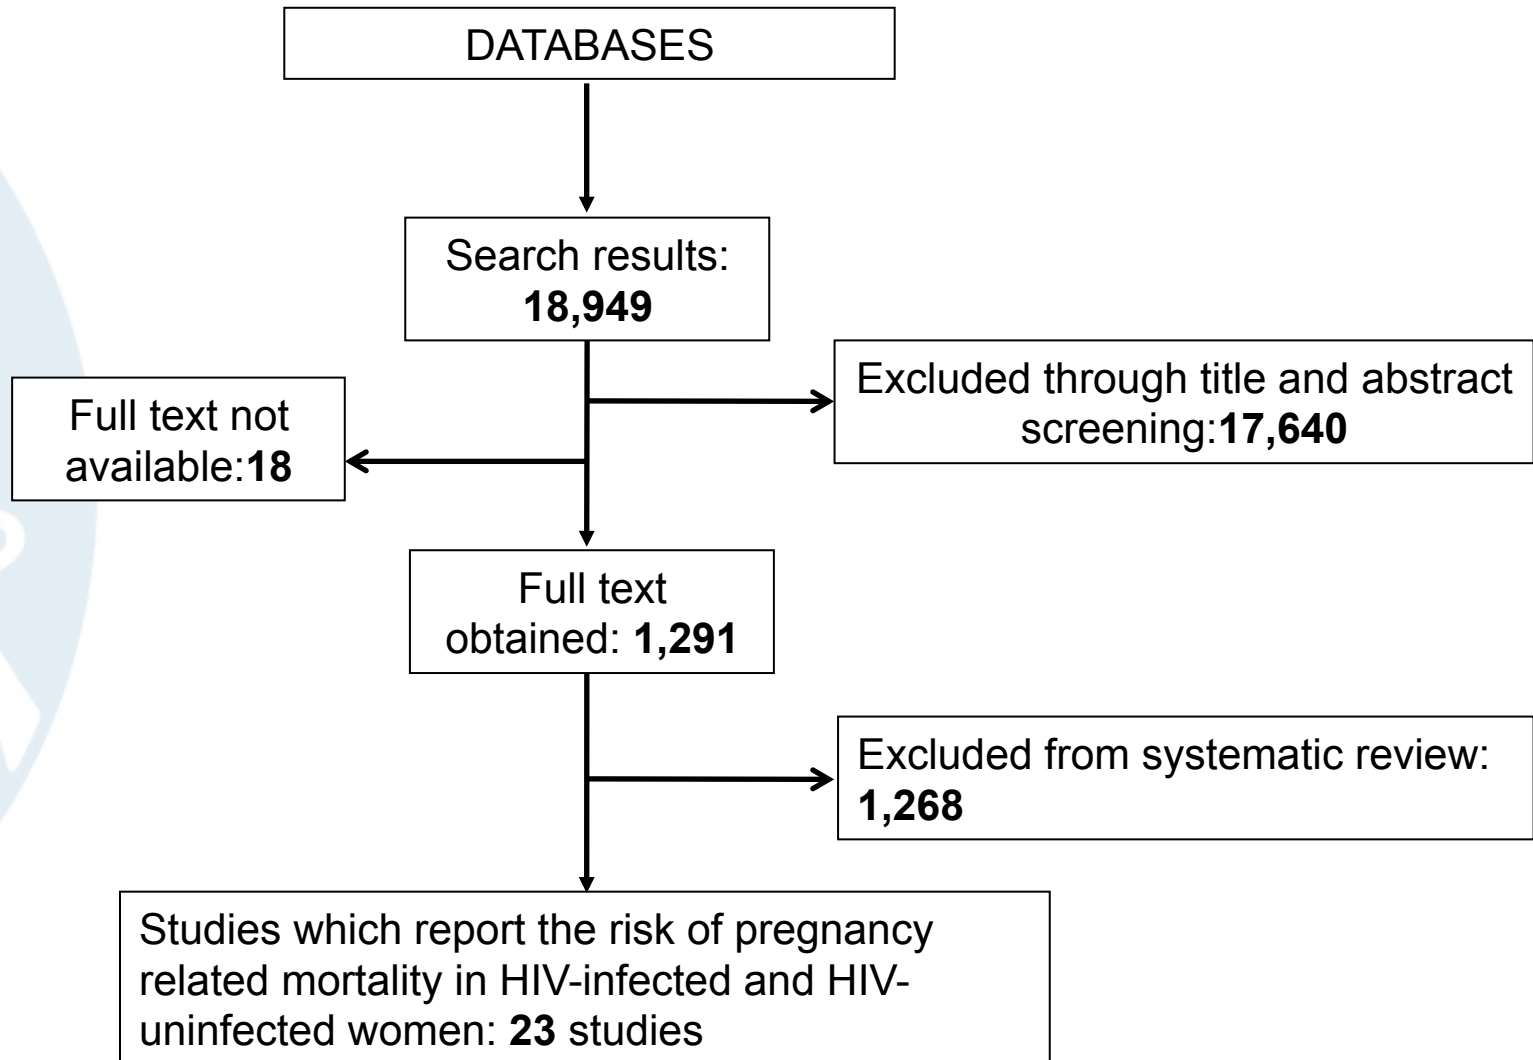 DATABASES
Search results:
18,949
Excluded through title and abstract
screening:17,640
Full text not
available:18
Full text
obtained: 1,291
Excluded from systematic review:
1,268
Studies which report the risk of pregnancy
related mortality in HIV-infected and HIV-
uninfected women: 23 studies